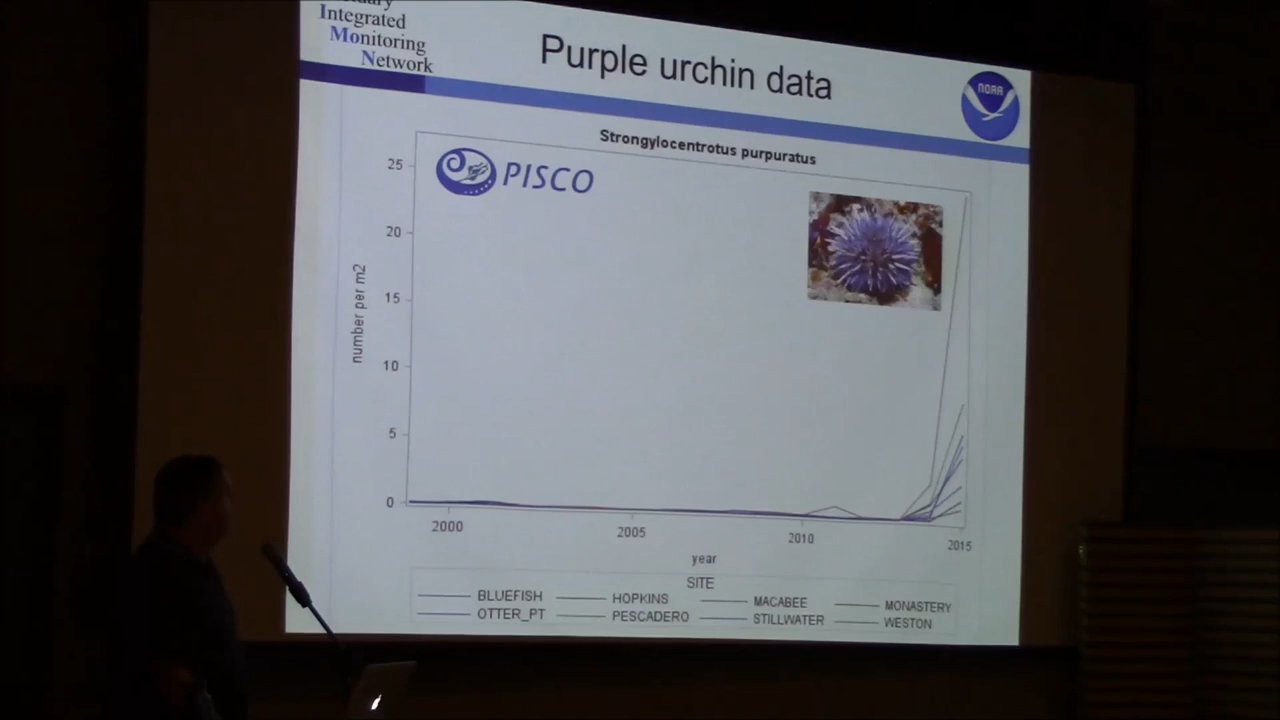 Integrated
Monitoring
Network
Purple urchin data
NOAA
Strongylocentrotus purpuratus
PISCO
25
20
15
10
5
0
number per m2
2000
2005
2010
2015
year
SITE
BLUEFISH
HOPKINS
MACABEE
MONASTERY
OTTER_PT
PESCADERO
STILLWATER
WESTON